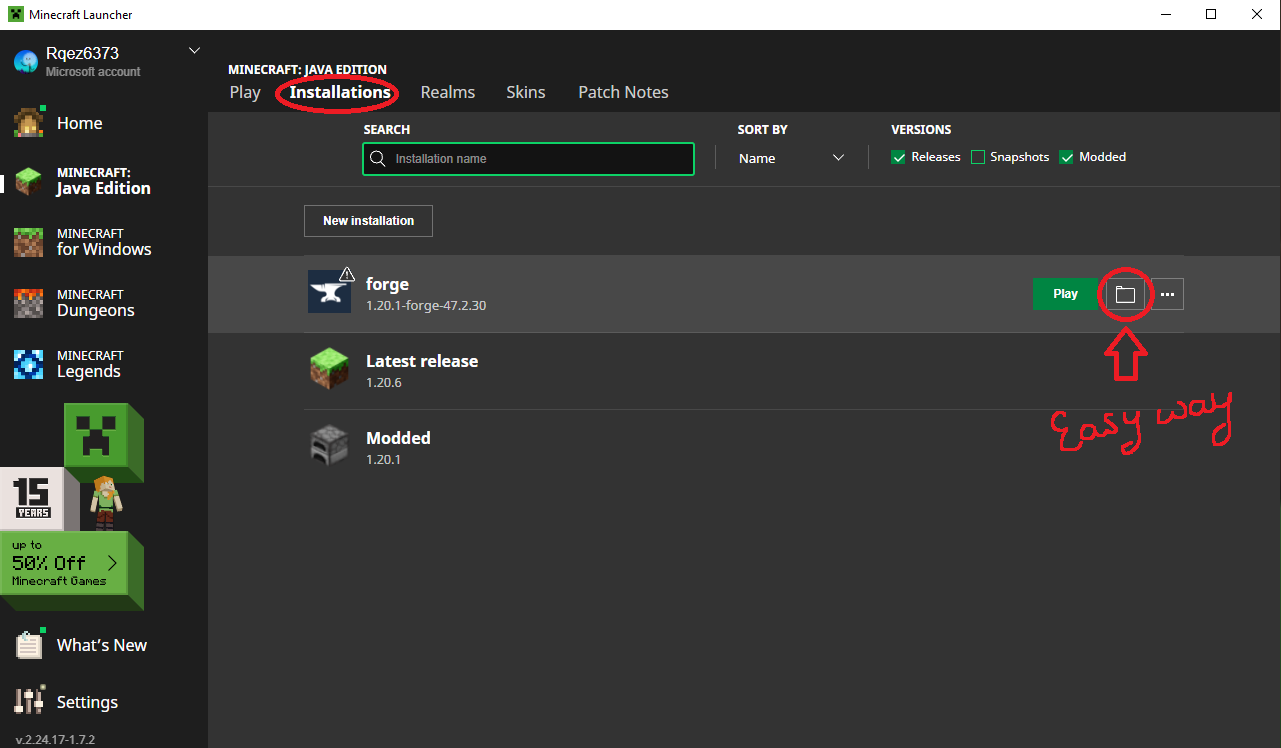 Minecraft Launcher
Rqez6373
Microsoft account
Home
MINECRAFT:
Java Edition
MINECRAFT
for Windows
MINECRAFT
Dungeons
MINECRAFT
Legends
15
YEARS
up to
50% Off
Minecraft Games
What's New
Settings
v.2.24.17-1.7.2
MINECRAFT: JAVA EDITION
Play Installations Realms Skins Patch Notes
SEARCH SORT BY VERSIONS
Installation name Name Releases Snapshots Modded
New installation
forge
1.20.1-forge-47.2.30
Play
Latest release
1.20.6
Easy way
Modded
1.20.1